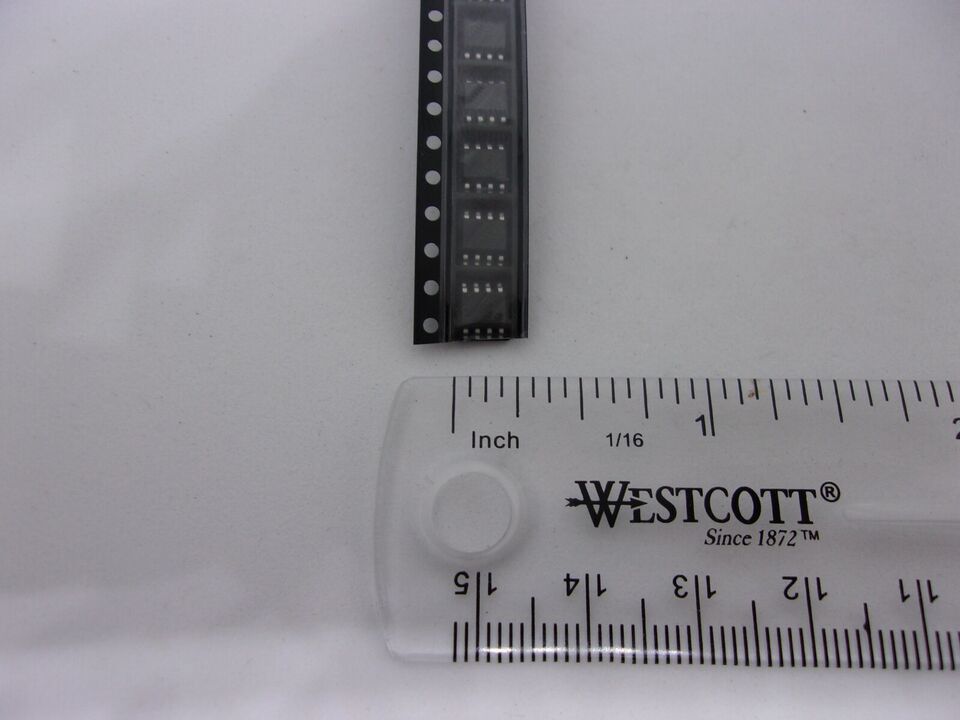 1
2
Inch
1/16
WESTCOTT®
Since 1872™
15 14 13 12 11